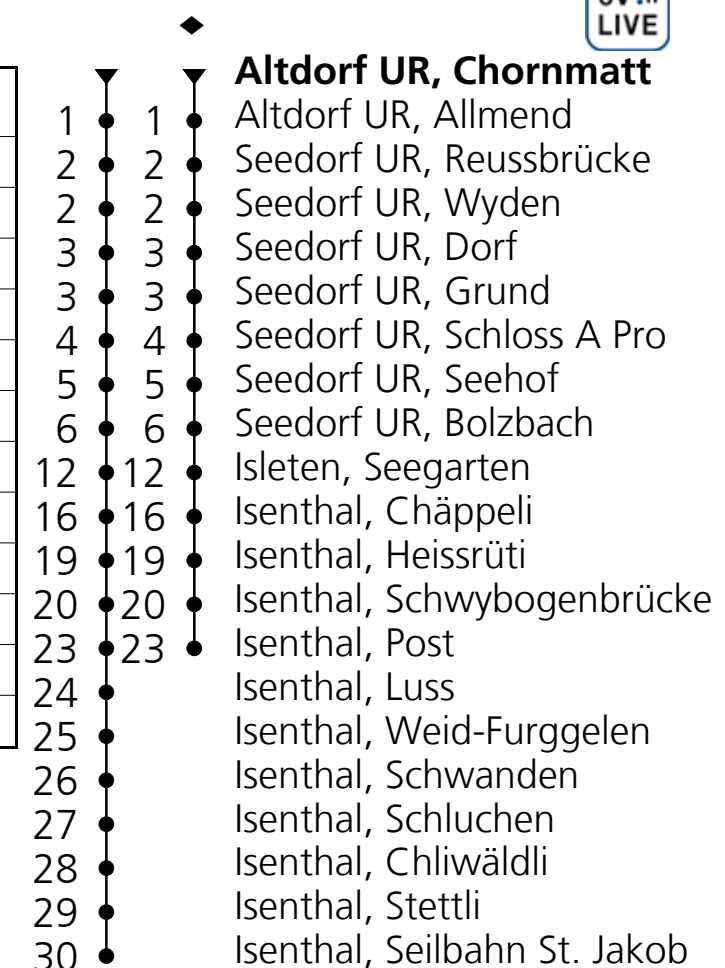 LIVE
Altdorf UR, Chornmatt
1 1 Altdorf UR, Allmend
2 2 Seedorf UR, Reussbrücke
2 2 Seedorf UR, Wyden
3 3 Seedorf UR, Dorf
3 3 Seedorf UR, Grund
4 4 Seedorf UR, Schloss A Pro
5 5 Seedorf UR, Seehof
6 6 Seedorf UR, Bolzbach
12 12 Isleten, Seegarten
16 16 Isenthal, Chäppeli
19 19 Isenthal, Heissrüti
20 20 Isenthal, Schwybogenbrücke
23 23 Isenthal, Post
24 Isenthal, Luss
25 Isenthal, Weid-Furggelen
26 Isenthal, Schwanden
27 Isenthal, Schluchen
28 Isenthal, Chliwäldli
29 Isenthal, Stettli
30 Isenthal, Seilbahn St. Jakob